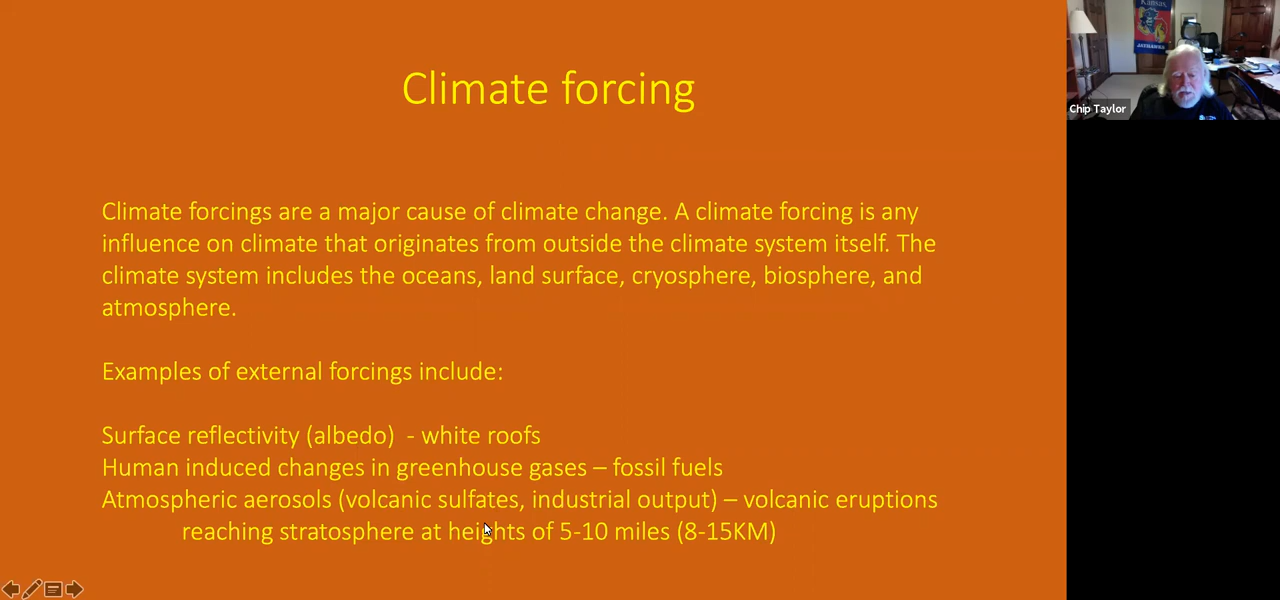 Climate forcing
Climate forcings are a major cause of climate change. A climate forcing is any
influence on climate that originates from outside the climate system itself. The
climate system includes the oceans, land surface, cryosphere, biosphere, and
atmosphere.
Examples of external forcings include:
Surface reflectivity (albedo)  - white roofs
Human induced changes in greenhouse gases – fossil fuels
Atmospheric aerosols (volcanic sulfates, industrial output) – volcanic eruptions
reaching stratosphere at heights of 5-10 miles (8-15KM)
Kansas
JAYHAWKS
Chip Taylor